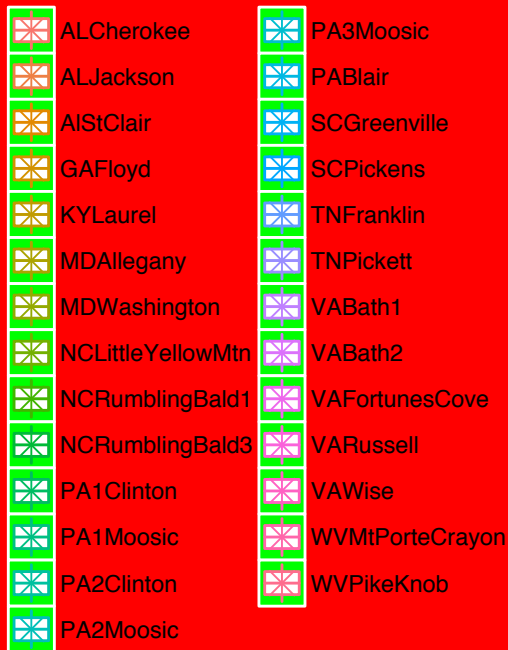 ALCherokee
ALJackson
AlStClair
GAFloyd
KYLaurel
MDAllegany
MDWashington
NCLittleYellowMtn
NCRumblingBald1
NCRumblingBald3
PA1Clinton
PA1Moosic
PA2Clinton
PA2Moosic
PA3Moosic
PABlair
SCGreenville
SCPickens
TNFranklin
TNPickett
VABath1
VABath2
VAFortunesCove
VARussell
VAWise
WVMtPorteCrayon
WVPikeKnob